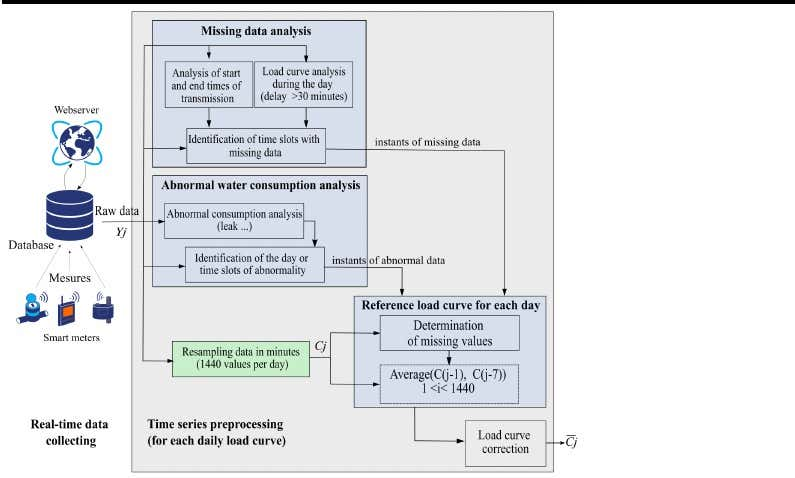 Missing data analysis
Analysis of start
and end times of
transmission
Load curve analysis
during the day
(delay >30 minutes)
Identification of time slots with
missing data
instants of missing data
Webserver
Database
Raw data
Yj
Mesures
Smart meters
Abnormal water consumption analysis
Abnormal consumption analysis
(leak ...)
Identification of the day or
time slots of abnormality
instants of abnormal data
Reference load curve for each day
Determination
of missing values
Average(C(j-1), C(j-7))
1 <i< 1440
Resampling data in minutes
(1440 values per day)
Cj
Real-time data
collecting
Time series preprocessing
(for each daily load curve)
Load curve
correction
C̅j